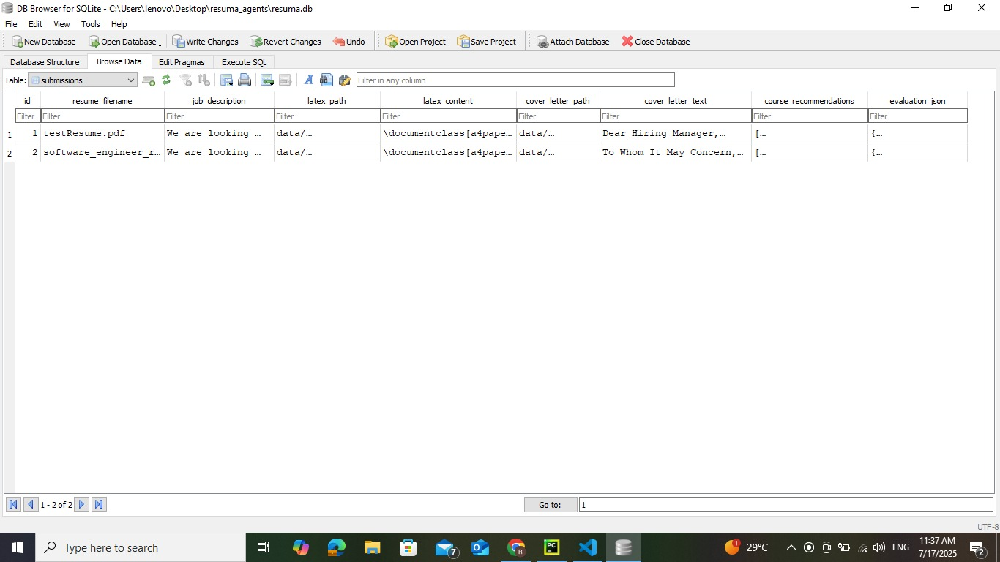 DB Browser for SQLite - C:\Users\lenovo\Desktop\resuma_agents\resuma.db
File Edit View Tools Help
New Database Open Database Write Changes Revert Changes Undo Open Project Save Project Attach Database Close Database
Database Structure Browse Data Edit Pragmas Execute SQL
Table: submissions Filter in any column
id resume_filename job_description latex_path latex_content cover_letter_path cover_letter_text course_recommendations evaluation_json
Filter Filter Filter Filter Filter Filter Filter Filter Filter
1 1 testResume.pdf We are looking … data/… \documentclass[a4pape… data/… Dear Hiring Manager,… [… {…
2 2 software_engineer_r… We are looking … data/… \documentclass[a4pape… data/… To Whom It May Concern,… [… {…
1 - 2 of 2 Go to: 1
UTF-8
Type here to search 7 R PC 1 29°C ENG 11:37 AM 2
7/17/2025